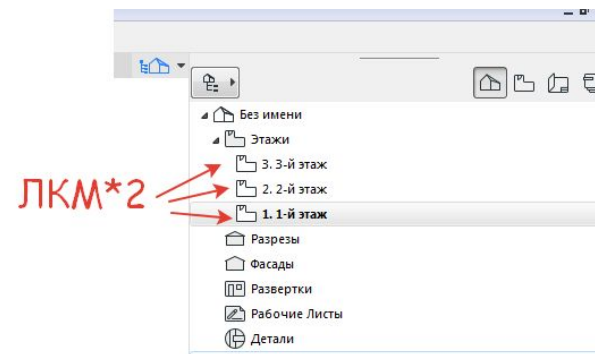 Без имени
Этажи
3. 3-й этаж
ЛКМ*2
2. 2-й этаж
1. 1-й этаж
Разрезы
Фасады
Развертки
Рабочие Листы
Детали